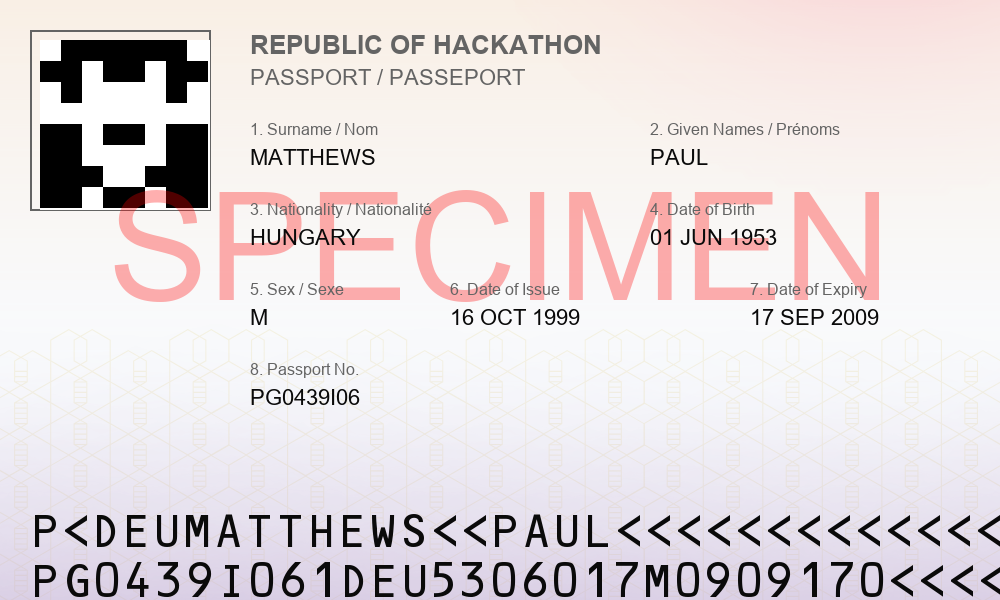 REPUBLIC OF HACKATHON
PASSPORT / PASSEPORT
1. Surname / Nom
2. Given Names / Prénoms
MATTHEWS
PAUL
SPECIMEN
3. Nationality / Nationalité
4. Date of Birth
HUNGARY
01 JUN 1953
5. Sex / Sexe
6. Date of Issue
7. Date of Expiry
M
16 OCT 1999
17 SEP 2009
8. Passport No.
PG0439I06
P<DEUMATTHEWS<<PAUL<<<<<<<<<<<<<
PG0439I061DEU5306017M0909170<<<<